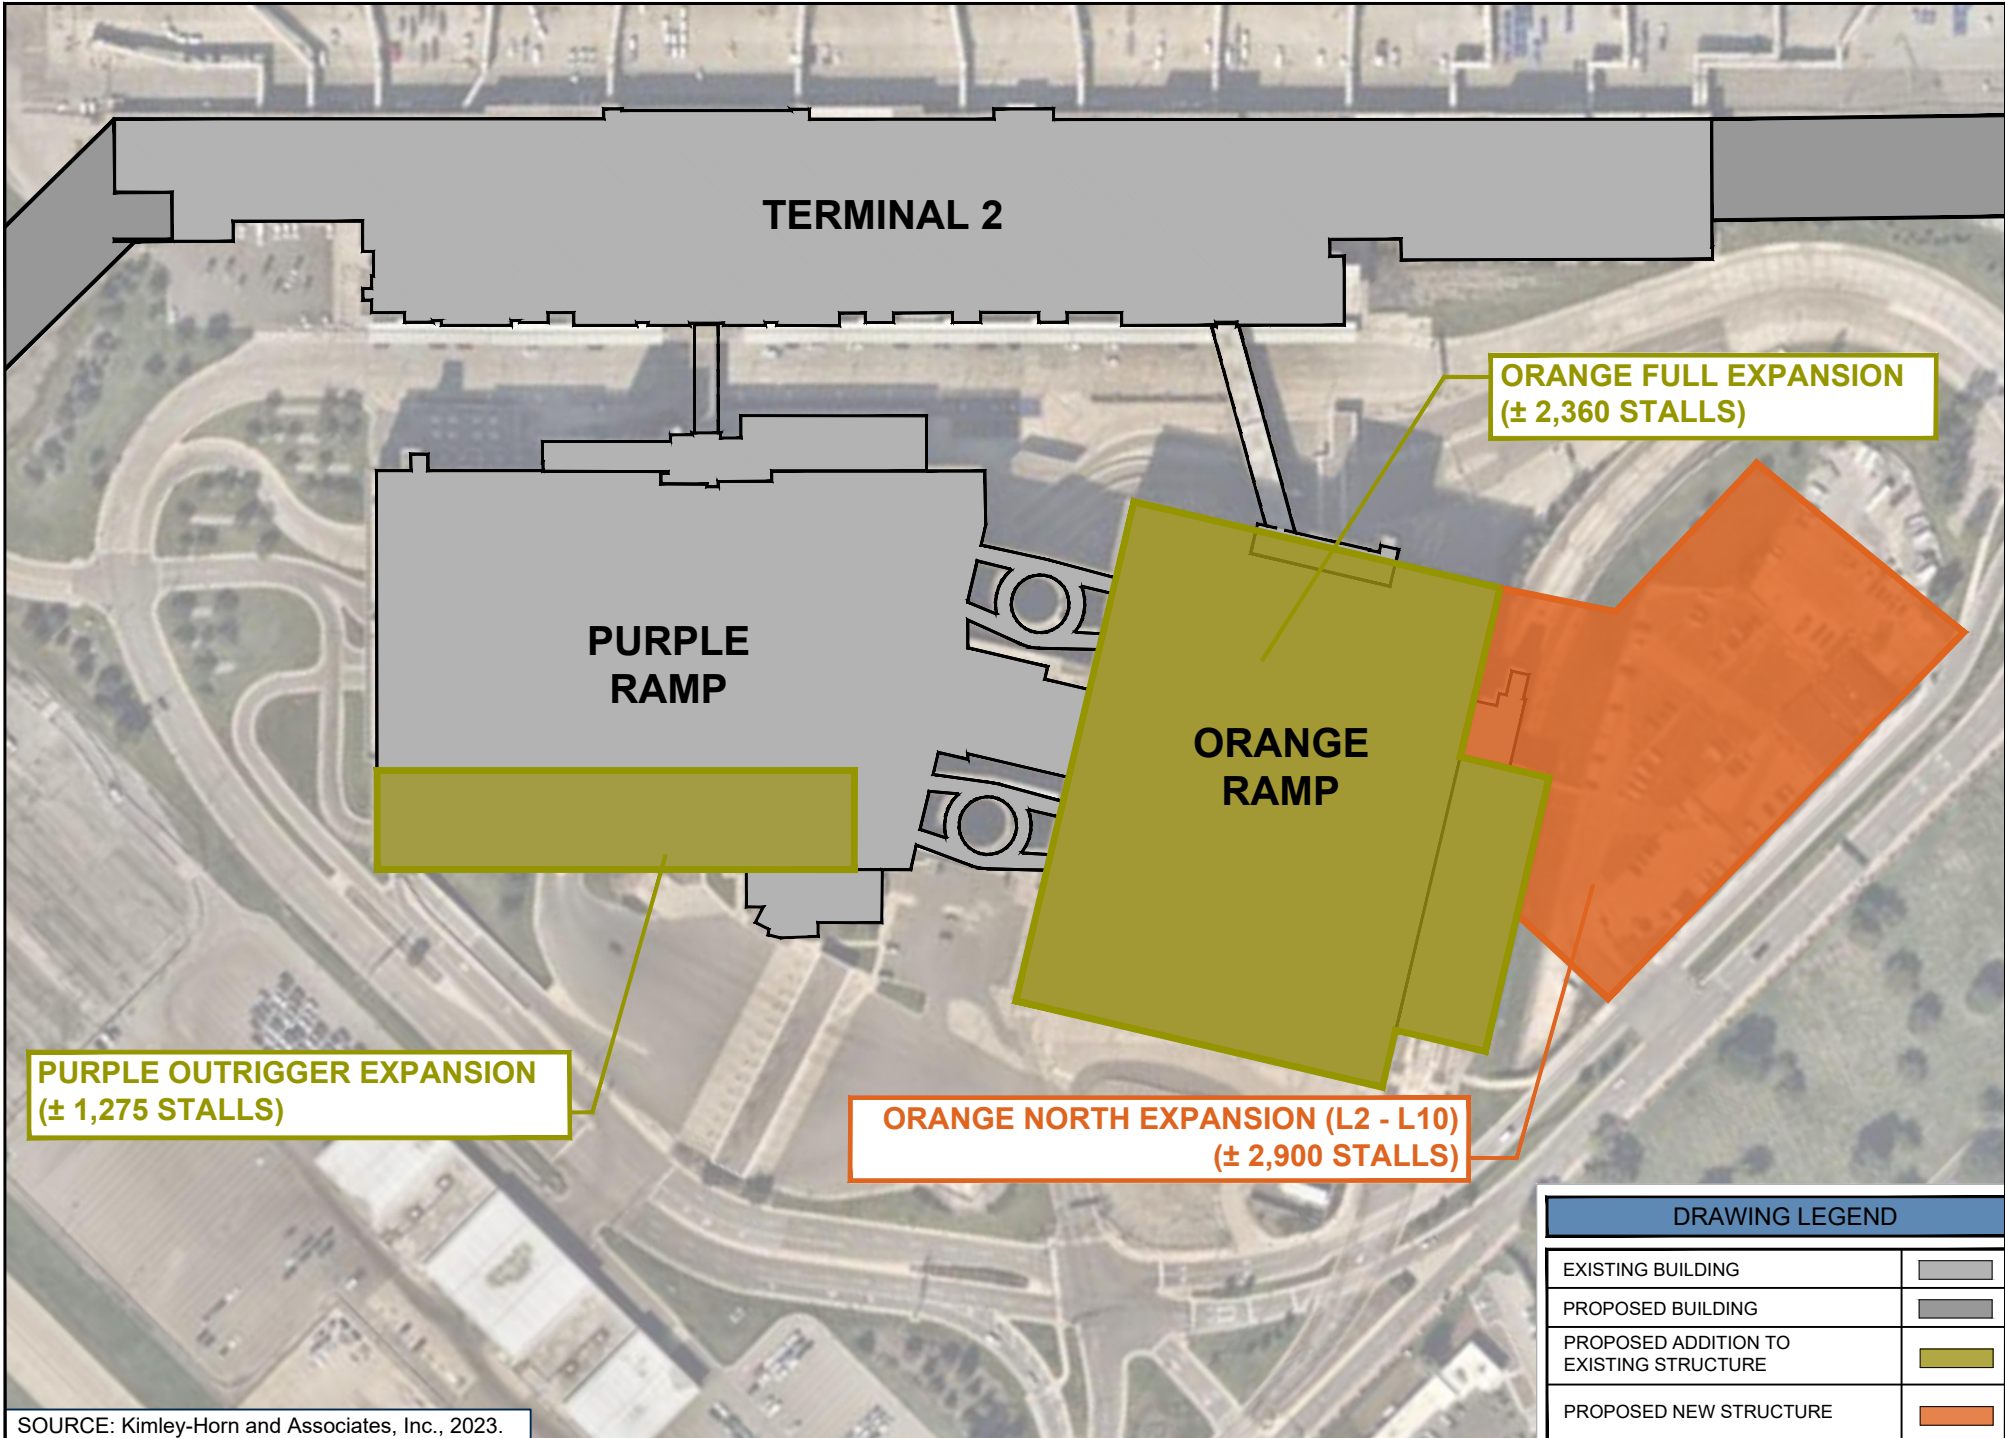 TERMINAL 2
ORANGE FULL EXPANSION
(± 2,360 STALLS)
PURPLE
RAMP
ORANGE
RAMP
PURPLE OUTRIGGER EXPANSION
(± 1,275 STALLS)
ORANGE NORTH EXPANSION (L2 - L10)
(± 2,900 STALLS)
DRAWING LEGEND
EXISTING BUILDING
PROPOSED BUILDING
PROPOSED ADDITION TO
EXISTING STRUCTURE
PROPOSED NEW STRUCTURE
SOURCE: Kimley-Horn and Associates, Inc., 2023.